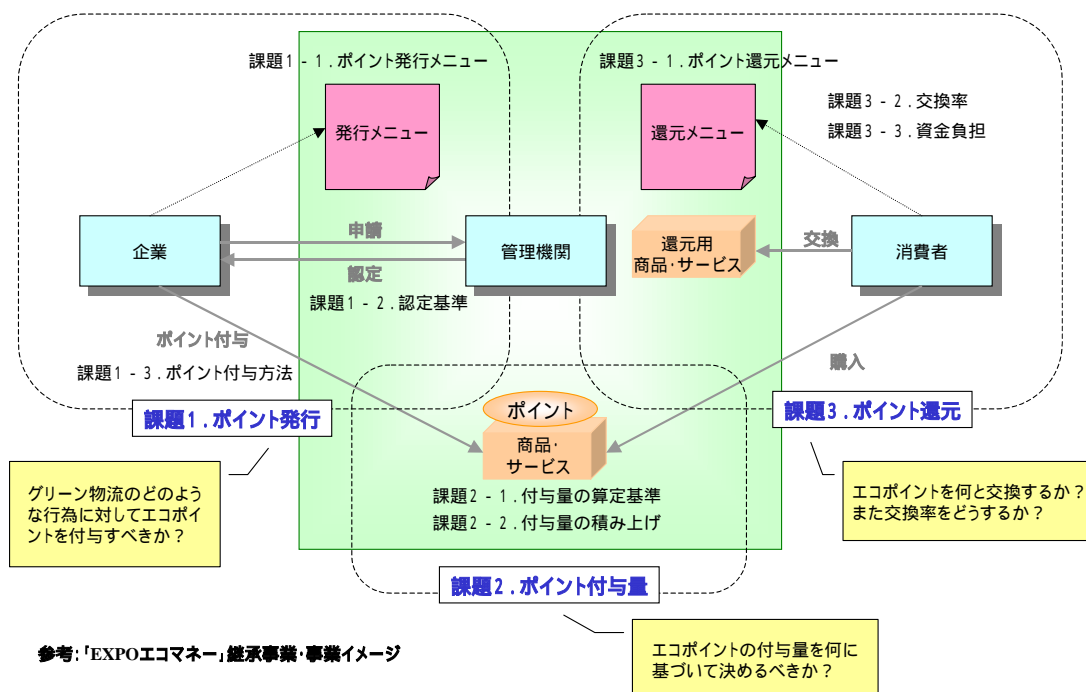 課題1-1.ポイント発行メニュー
課題3-1.ポイント還元メニュー
発行メニュー
還元メニュー
課題3-2.交換率
課題3-3.資金負担
企業
申請
認定
管理機関
還元用
商品･サービス
交換
消費者
課題1-2.認定基準
ポイント付与
課題1-3.ポイント付与方法
購入
課題1.ポイント発行
ポイント
商品･
サービス
課題3.ポイント還元
課題2-1.付与量の算定基準
課題2-2.付与量の積み上げ
グリーン物流のどのよう
な行為に対してエコポイ
ントを付与すべきか？
エコポイントを何と交換するか？
また交換率をどうするか？
課題2.ポイント付与量
エコポイントの付与量を何に
基づいて決めるべきか？
参考:｢EXPOエコマネー｣継承事業･事業イメージ